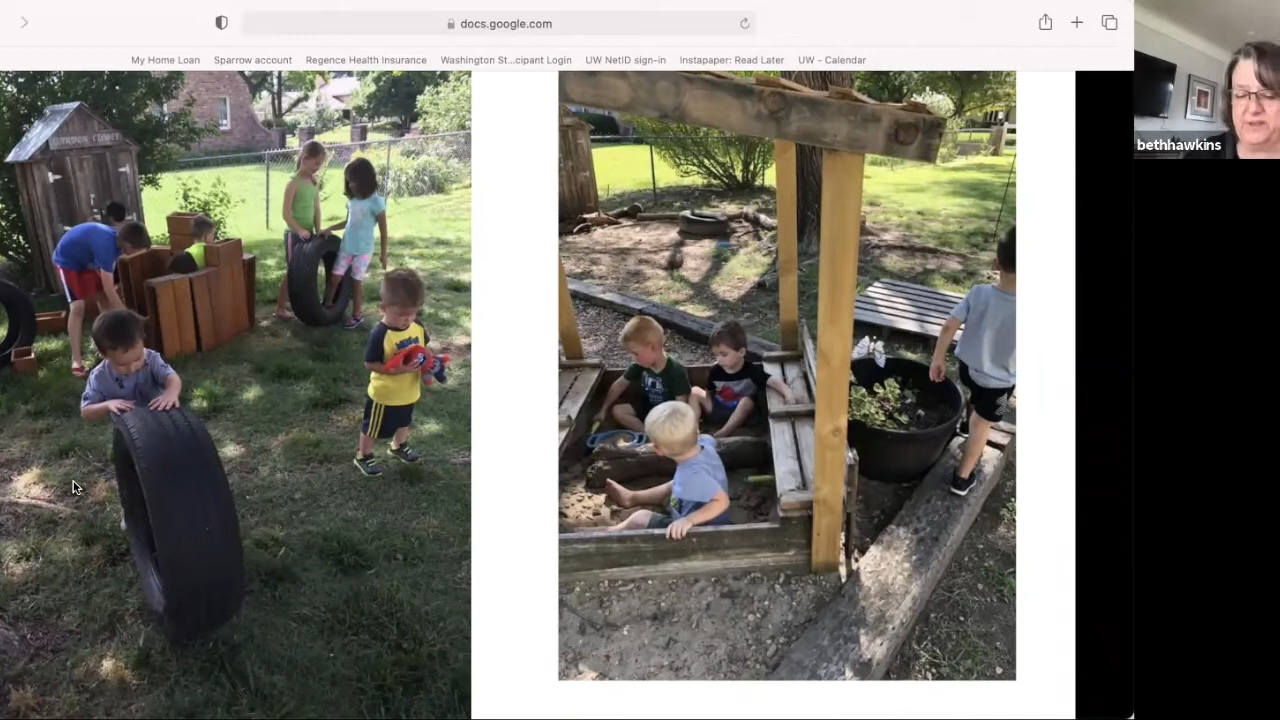 docs.google.com
My Home Loan Sparrow account Regence Health Insurance Washington St...cipant Login UW NetID sign-in Instapaper: Read Later UW - Calendar
bethhawkins